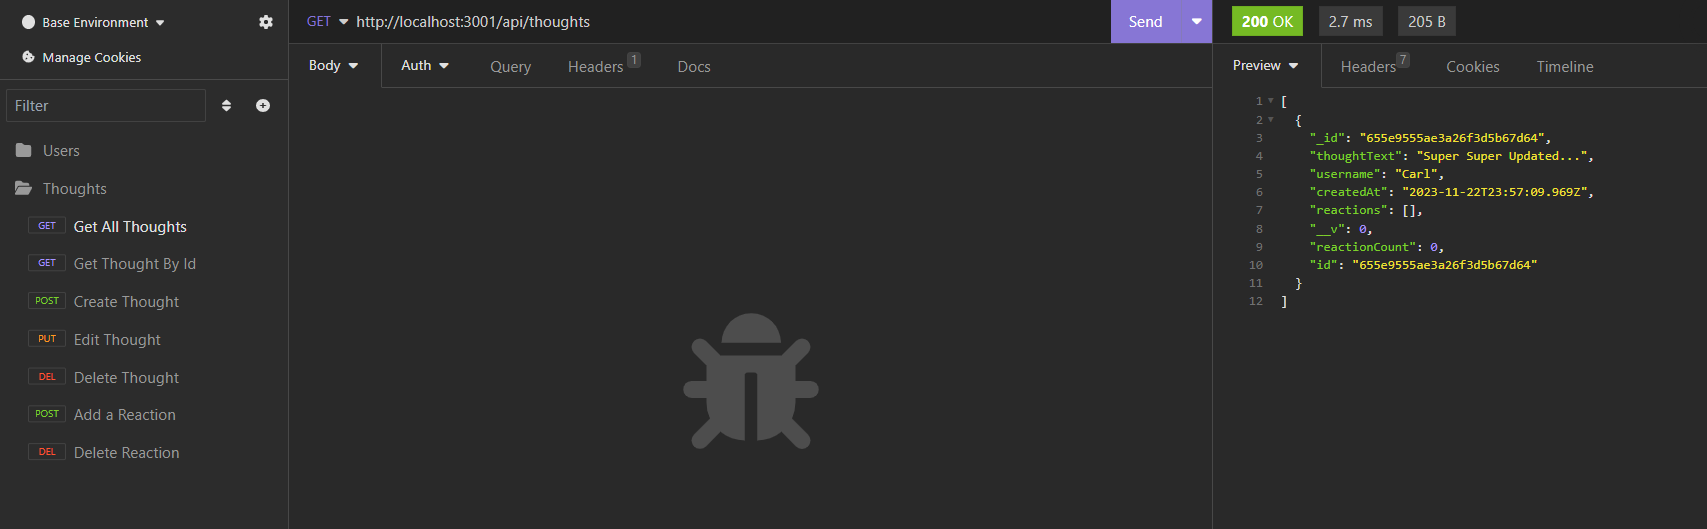 Base Environment
Manage Cookies
Filter
Users
Thoughts
GET Get All Thoughts
GET Get Thought By Id
POST Create Thought
PUT Edit Thought
DEL Delete Thought
POST Add a Reaction
DEL Delete Reaction
GET http://localhost:3001/api/thoughts Send
Body Auth Query Headers 1 Docs
200 OK 2.7 ms 205 B
Preview Headers 7 Cookies Timeline
1 [
2 {
3 "_id": "655e9555ae3a26f3d5b67d64",
4 "thoughtText": "Super Super Updated...",
5 "username": "Carl",
6 "createdAt": "2023-11-22T23:57:09.969Z",
7 "reactions": [],
8 "__v": 0,
9 "reactionCount": 0,
10 "id": "655e9555ae3a26f3d5b67d64"
11 }
12 ]